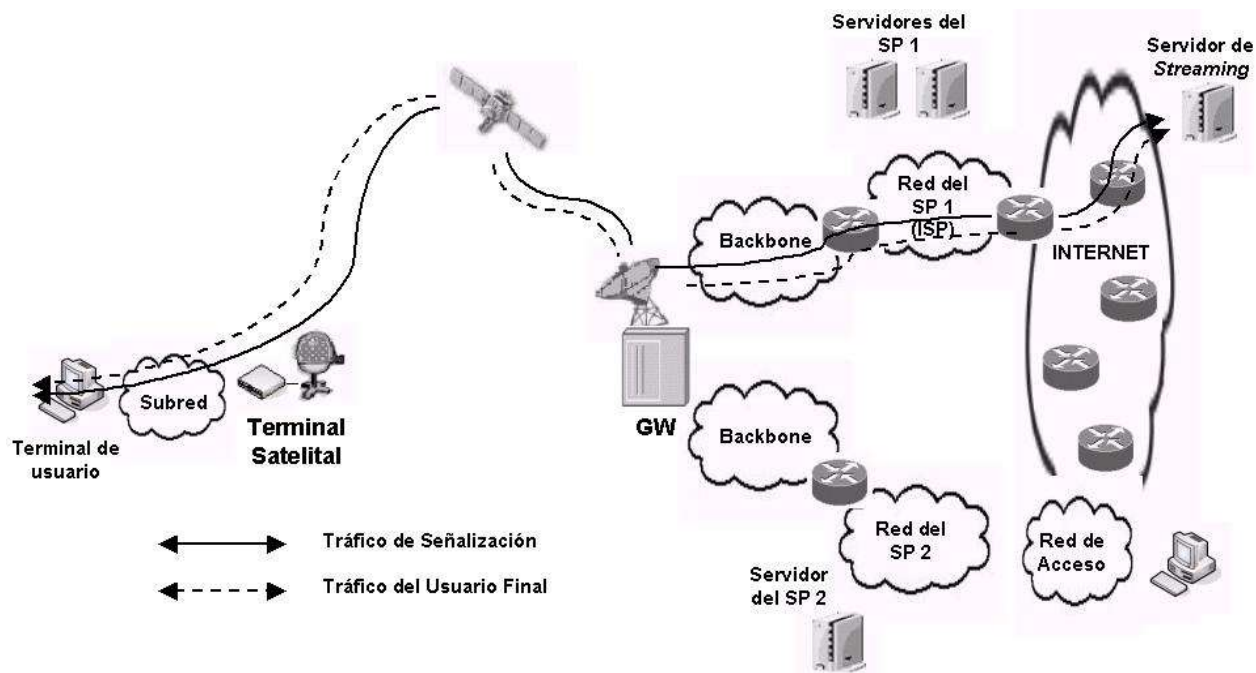 Servidores del
SP 1
Servidor de
Streaming
Red del
SP 1
(ISP)
Backbone
INTERNET
Subred
Terminal
Satelital
Terminal de
usuario
GW
Backbone
Red del
SP 2
Red de
Acceso
Servidor
del SP 2
Tráfico de Señalización
Tráfico del Usuario Final